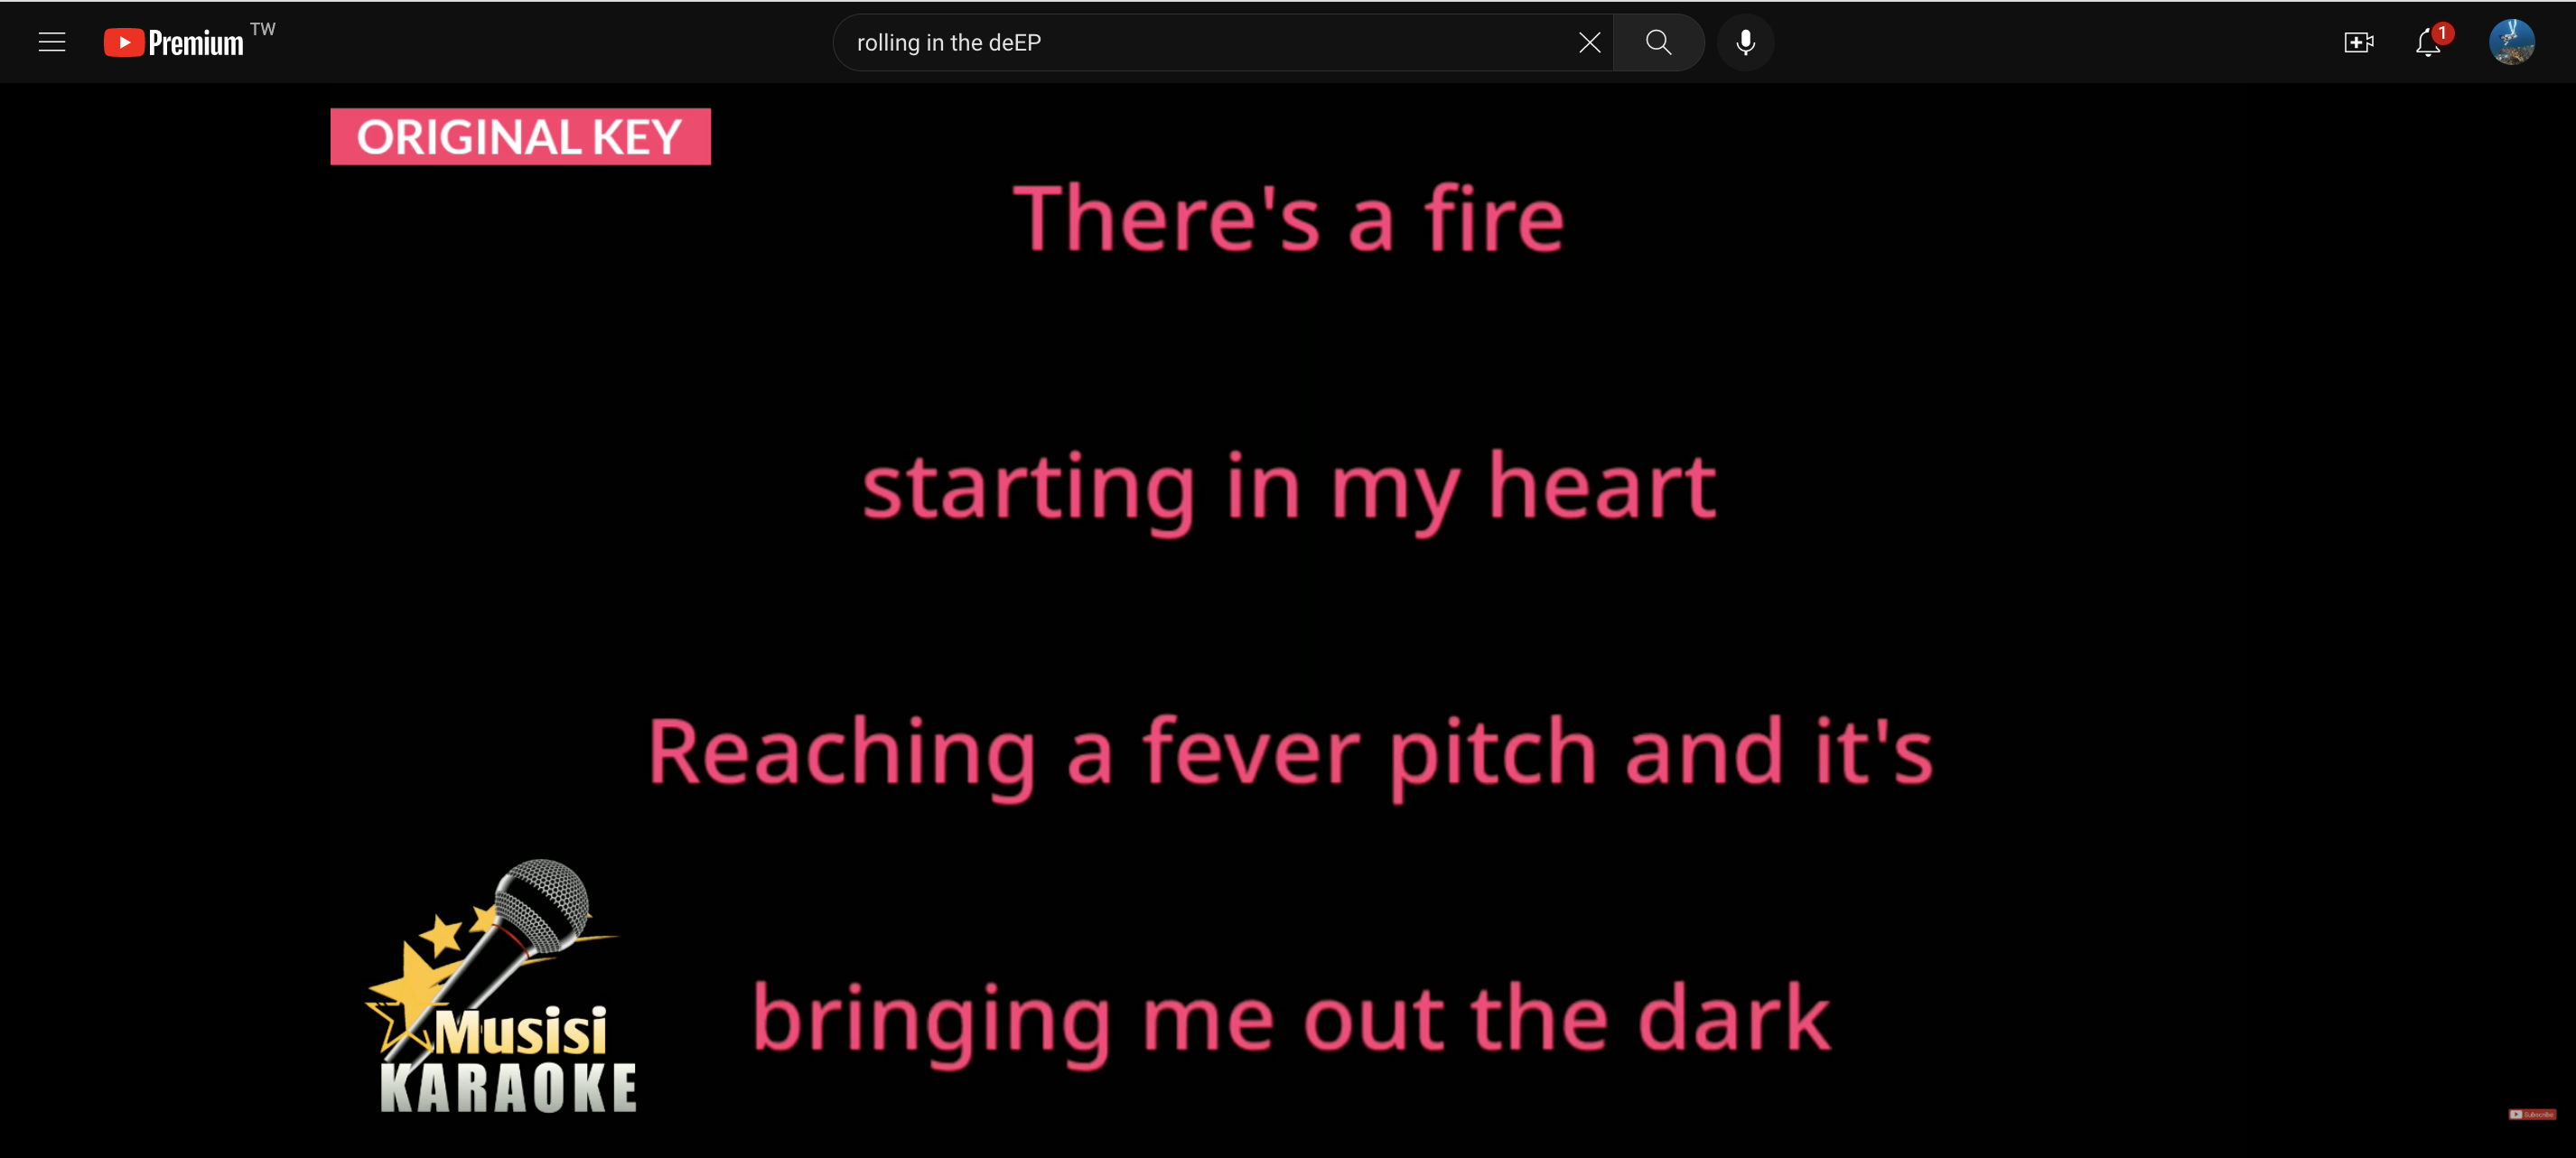 Premium TW
rolling in the deEP
1
ORIGINAL KEY
There's a fire
starting in my heart
Reaching a fever pitch and it's
bringing me out the dark
Musisi
KARAOKE
Subscribe